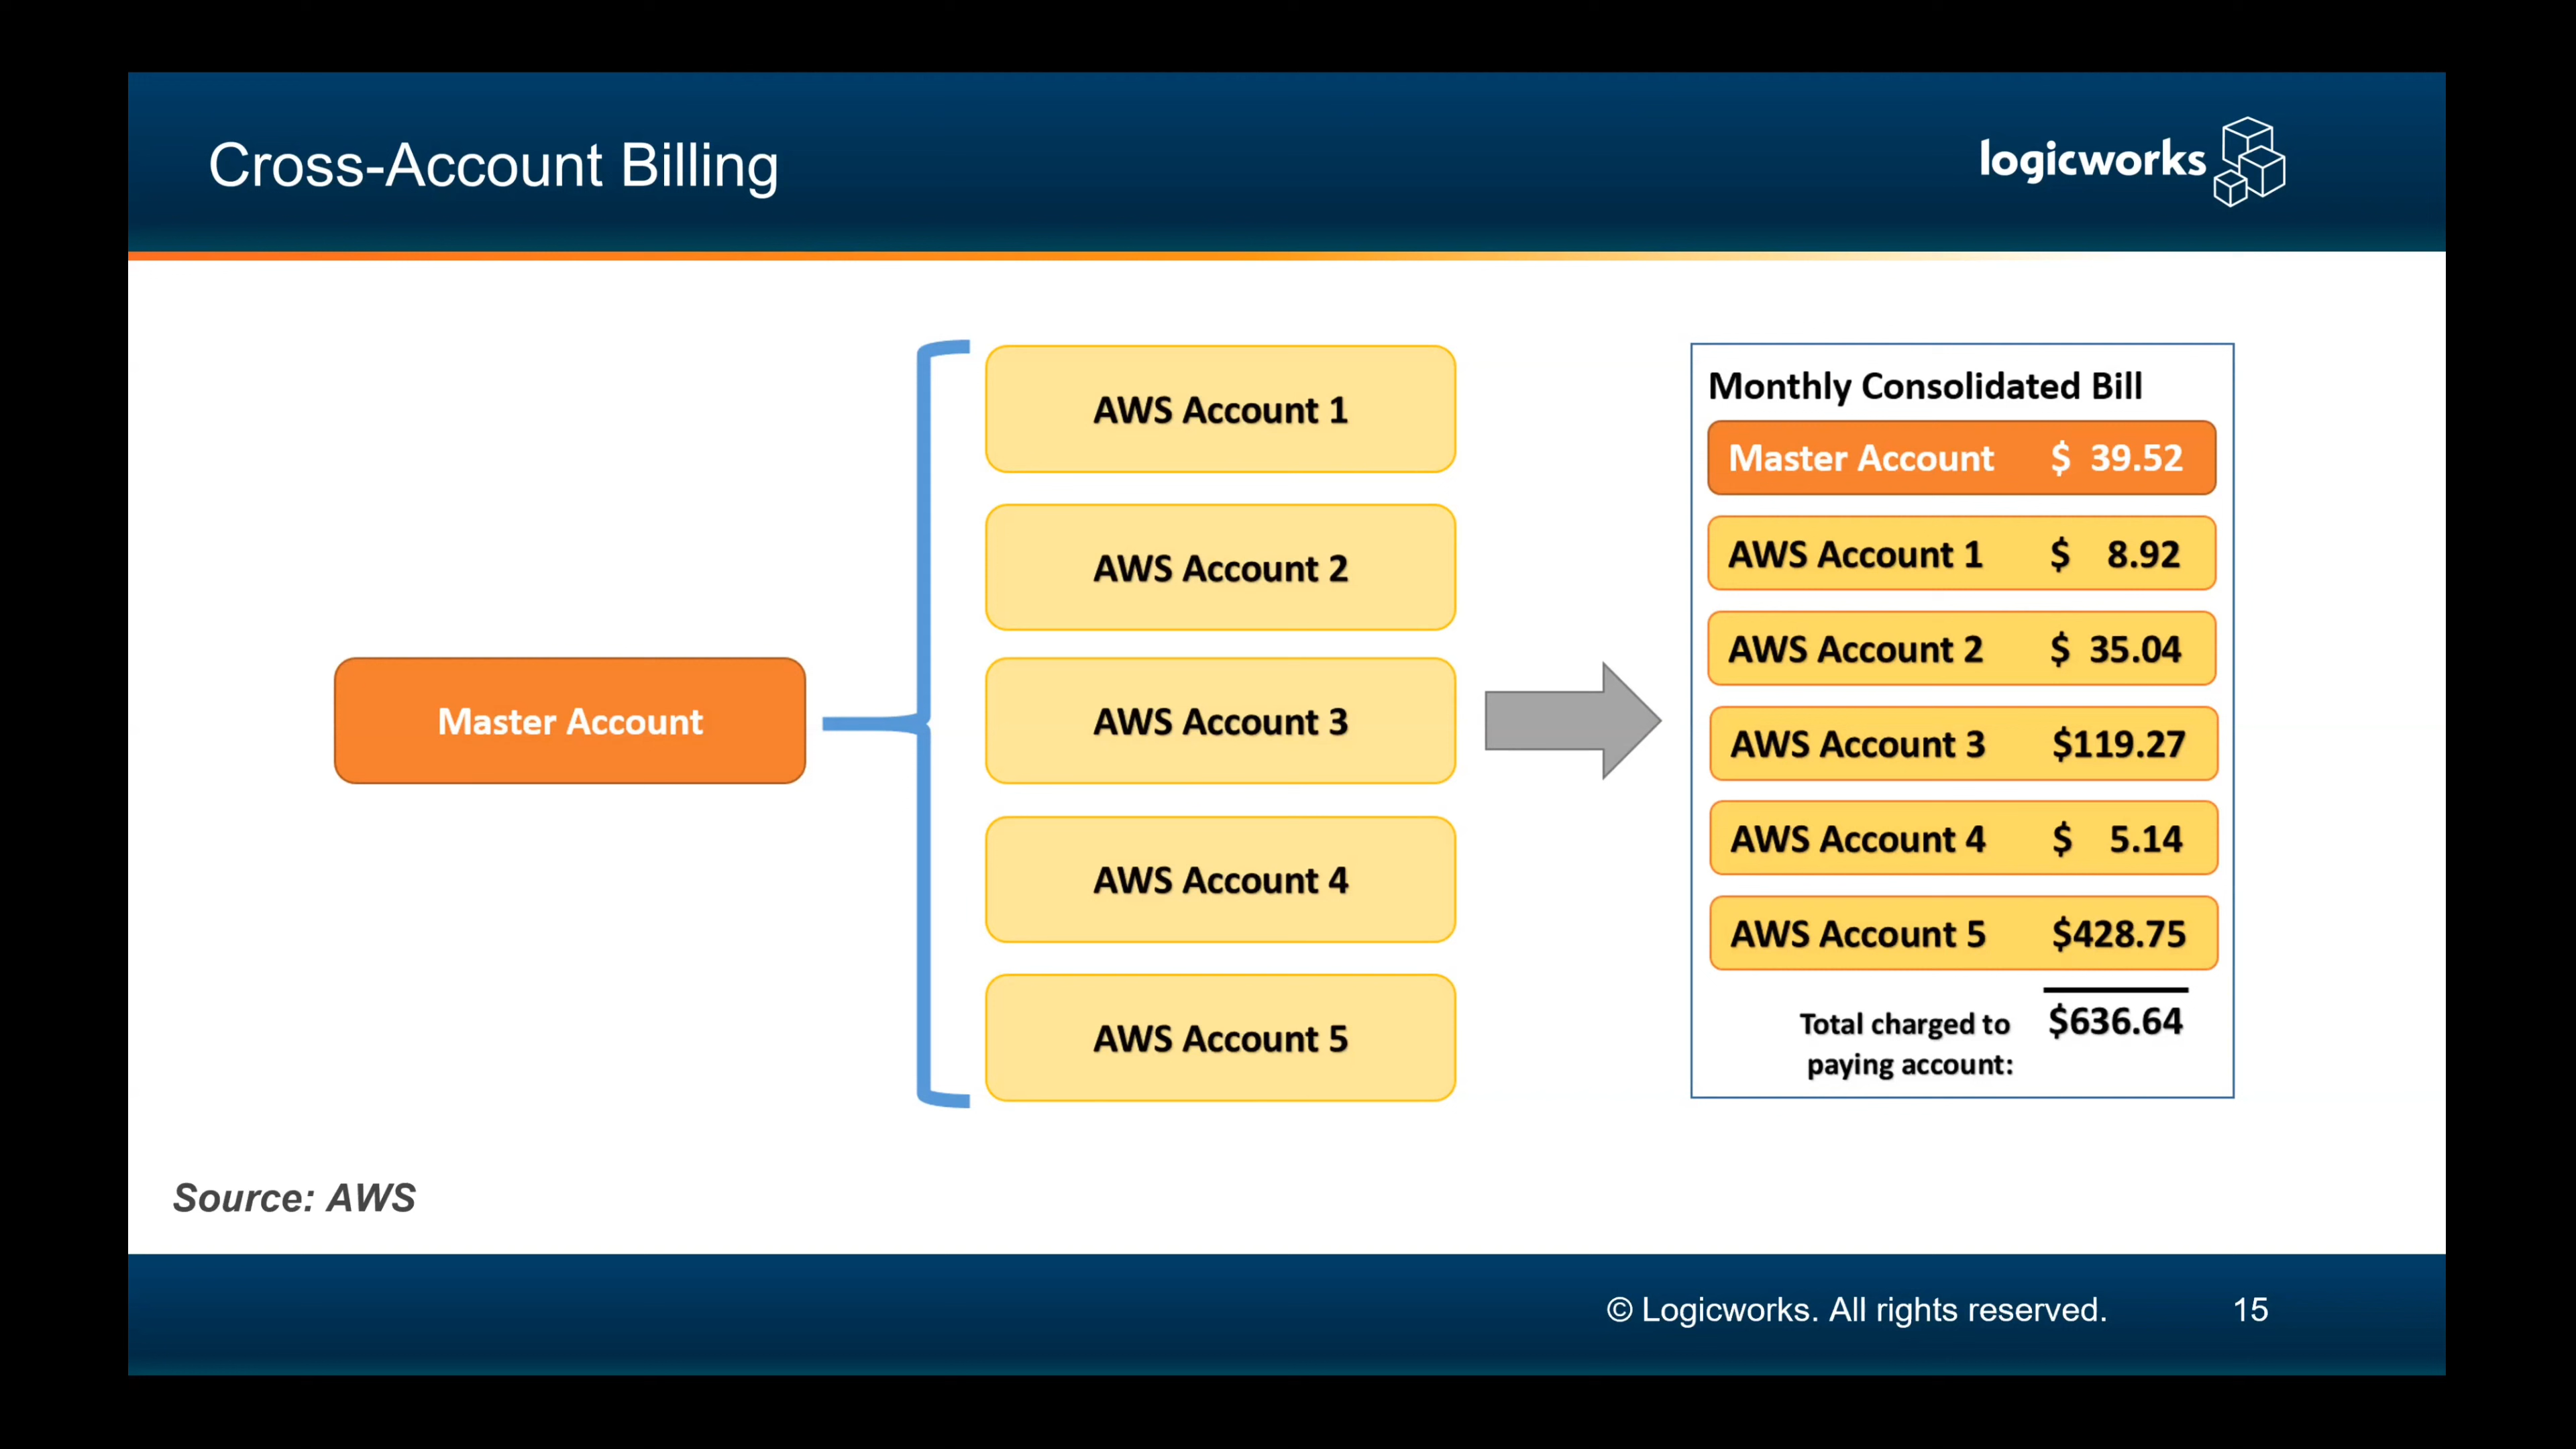 Cross-Account Billing
logicworks
Master Account
AWS Account 1
AWS Account 2
AWS Account 3
AWS Account 4
AWS Account 5
Monthly Consolidated Bill
Master Account $ 39.52
AWS Account 1 $ 8.92
AWS Account 2 $ 35.04
AWS Account 3 $119.27
AWS Account 4 $ 5.14
AWS Account 5 $428.75
Total charged to $636.64
paying account:
Source: AWS
© Logicworks. All rights reserved. 15